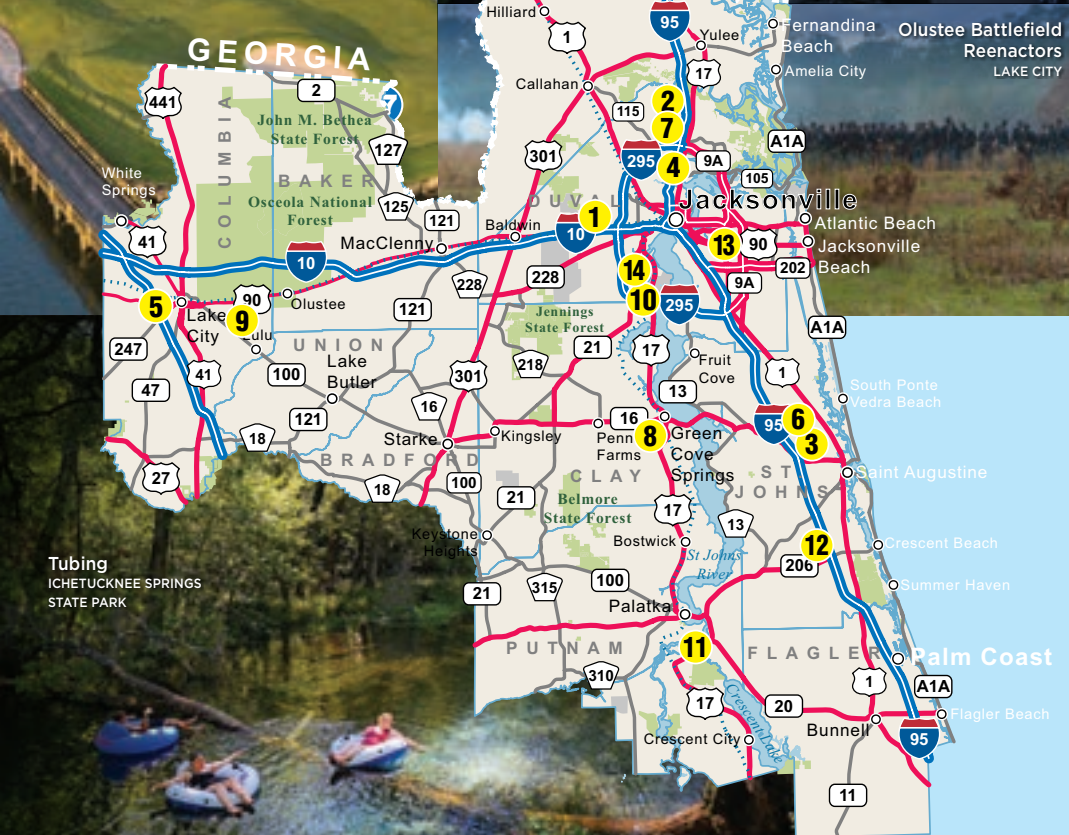 Hilliard
95
Fernandina
Beach
Olustee Battlefield
Reenactors
LAKE CITY
GEORGIA
1
Yulee
17
Amelia City
Callahan
441
2
7
John M. Bethea
State Forest
115
2
7
COLUMBIA
127
301
295
4
9A
A1A
105
White
Springs
BAKER
Osceola National
Forest
125
121
DUVAL
Jacksonville
41
MacClenny
Baldwin
10
1
Atlantic Beach
13
90
Jacksonville
Beach
10
228
228
14
202
9A
5
90
Olustee
121
10
295
Lake
City
9
Lulu
Jennings
State Forest
A1A
247
UNION
21
17
Fruit
Cove
41
100
Lake
Butler
301
218
1
47
13
South Ponte
Vedra Beach
121
16
16
95
6
18
Starke
Kingsley
Penn
Farms
8
Green
Cove
Springs
3
27
BRADFORD
CLAY
ST
JOHNS
Saint Augustine
18
100
21
Belmore
State Forest
17
13
Keystone
Heights
Bostwick
St Johns
River
12
Crescent Beach
206
Tubing
ICHETUCKNEE SPRINGS
STATE PARK
21
315
100
Summer Haven
Palatka
PUTNAM
11
FLAGLER
Palm Coast
310
17
Crescent Lake
20
1
A1A
Flagler Beach
Crescent City
Bunnell
95
11